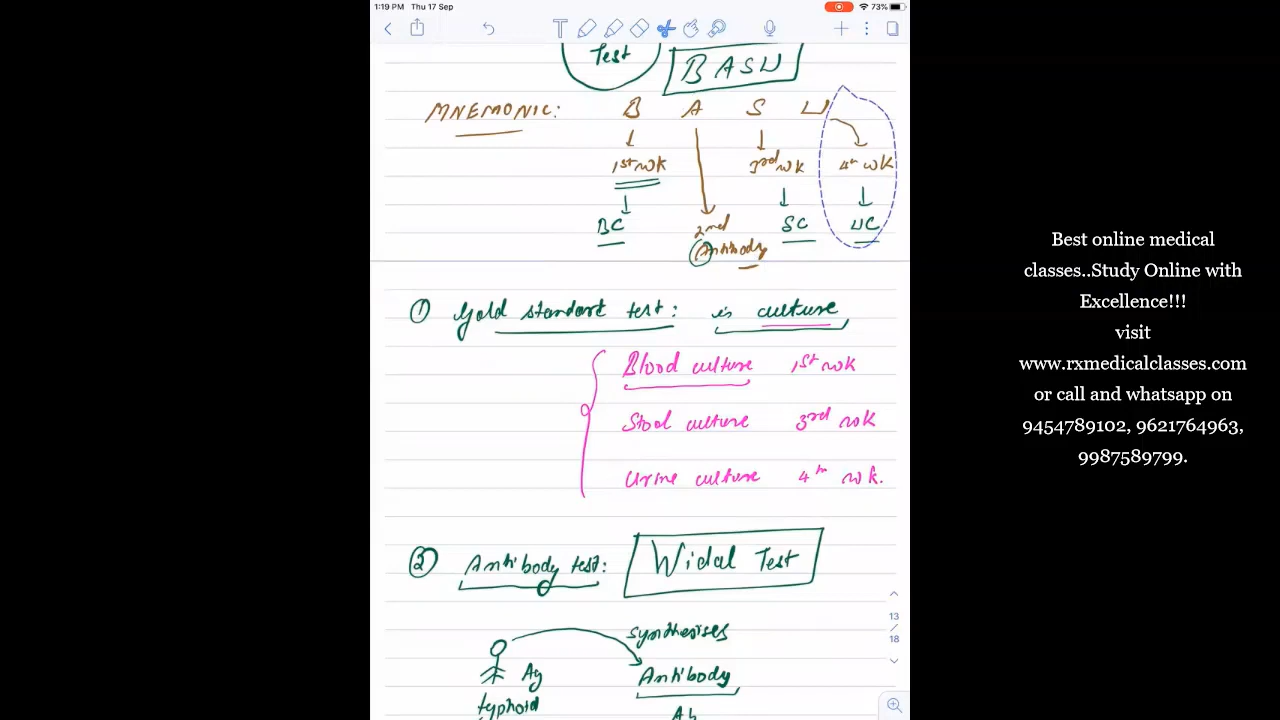 1:19 PM Thu 17 Sep
73%
Test
BASU
MNEMONIC: B A S U
1st wk 3rd wk 4th wk
BC 2nd SC UC
Antibody
① Gold standart test: is culture
Blood culture 1st wk
Stool culture 3rd wk
Urine culture 4th wk.
② Antibody test: Widal Test
13
/
18
synthesises
Ag Antibody
typhoid
Ab
Best online medical
classes..Study Online with
Excellence!!!
visit
www.rxmedicalclasses.com
or call and whatsapp on
9454789102, 9621764963,
9987589799.